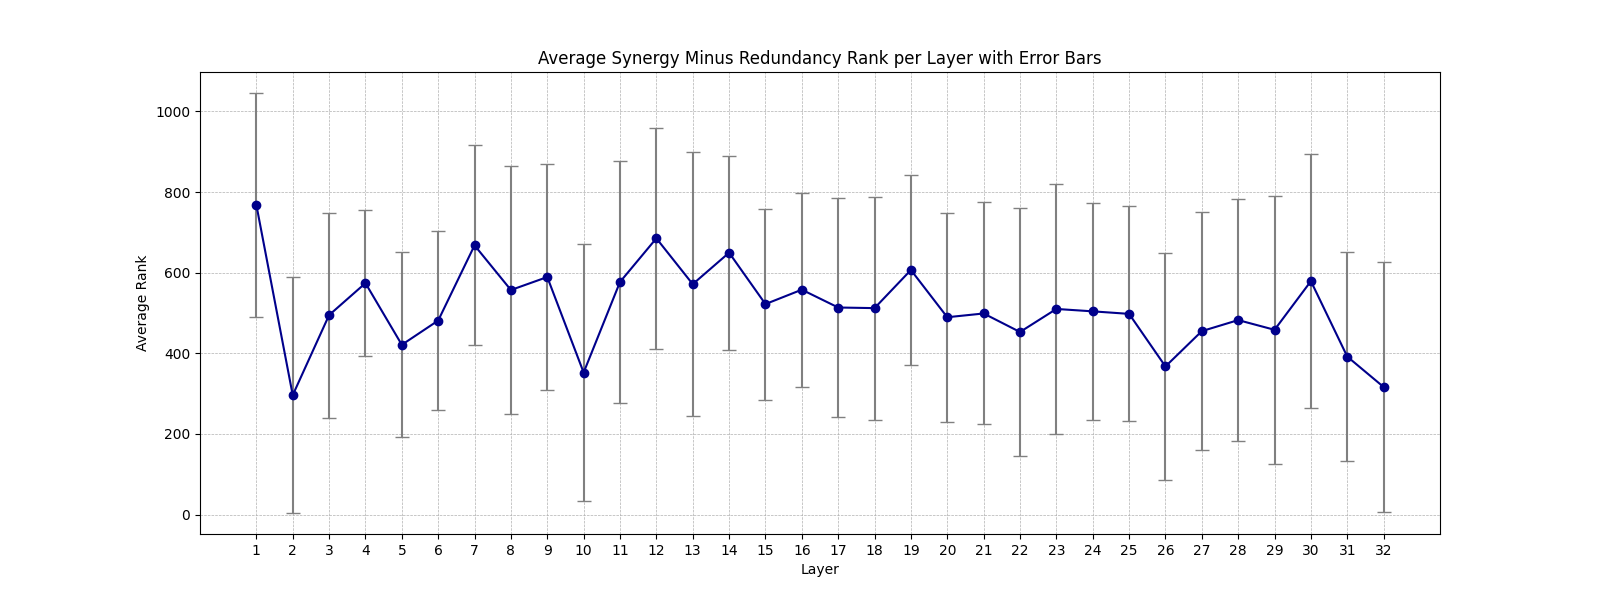 Average Synergy Minus Redundancy Rank per Layer with Error Bars
Average Rank
1000
800
600
400
200
0
1 2 3 4 5 6 7 8 9 10 11 12 13 14 15 16 17 18 19 20 21 22 23 24 25 26 27 28 29 30 31 32
Layer